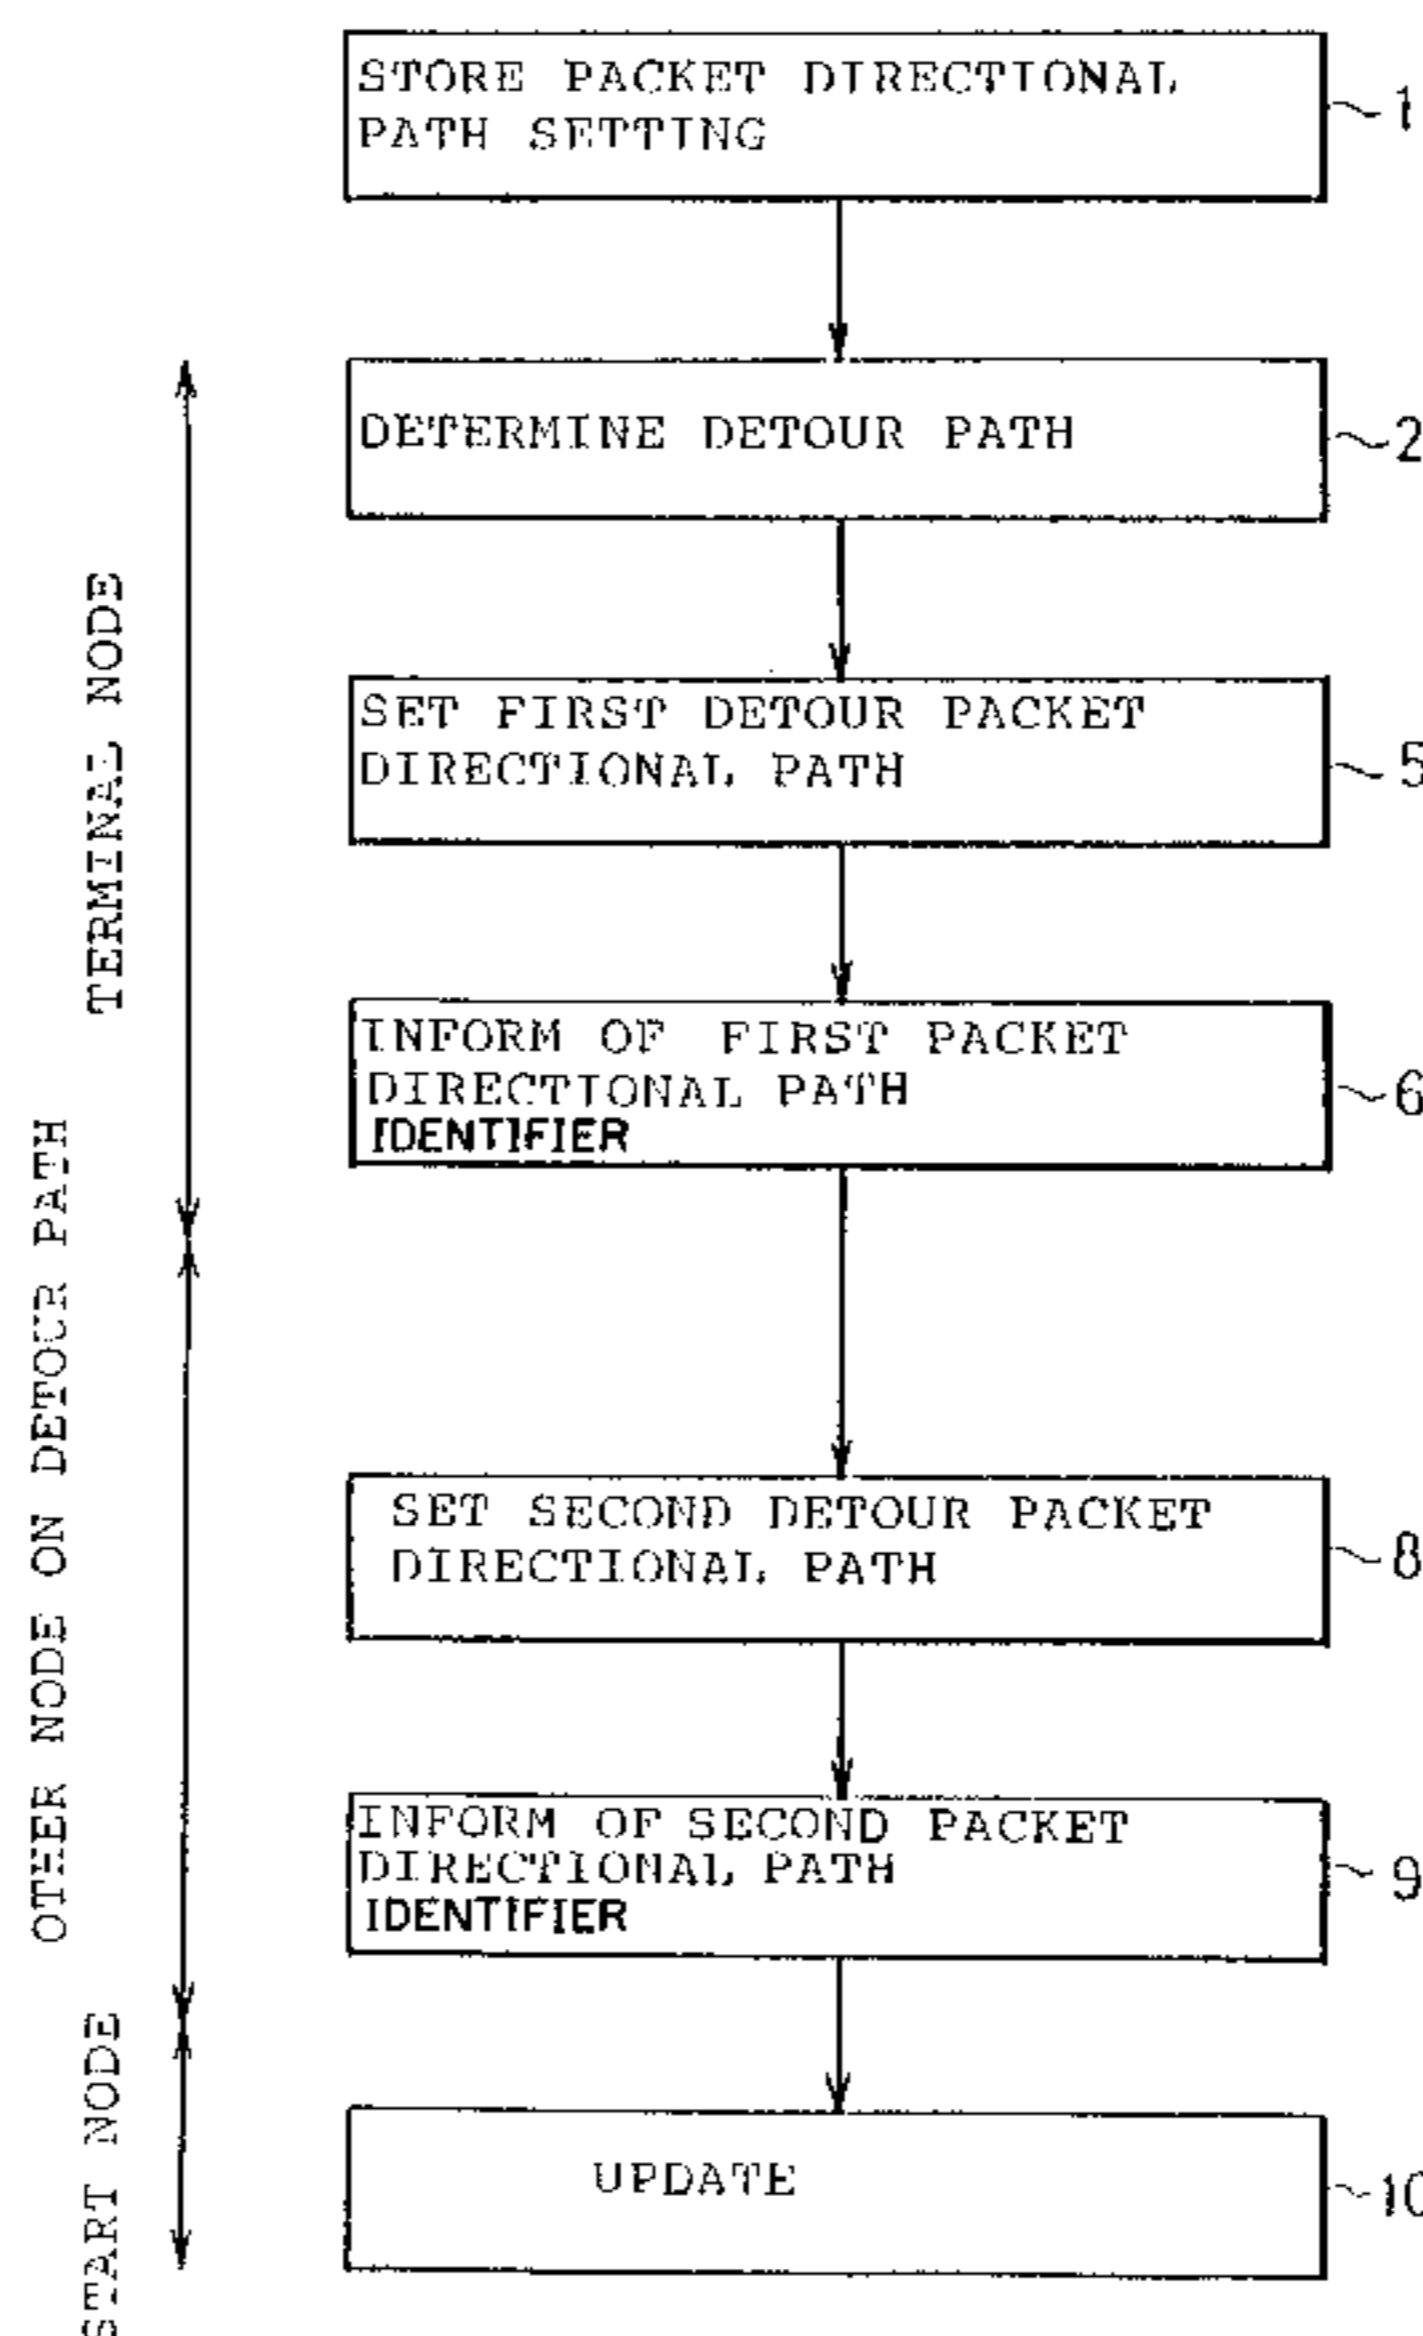 STORE PACKET DIRECTIONAL
PATH SETTING
1
DETERMINE DETOUR PATH
2
SET FIRST DETOUR PACKET
DIRECTIONAL PATH
5
TERMINAL NODE
INFORM OF FIRST PACKET
DIRECTIONAL PATH
IDENTIFIER
6
OTHER NODE ON DETOUR PATH
SET SECOND DETOUR PACKET
DIRECTIONAL PATH
8
INFORM OF SECOND PACKET
DIRECTIONAL PATH
IDENTIFIER
9
START NODE
UPDATE
10